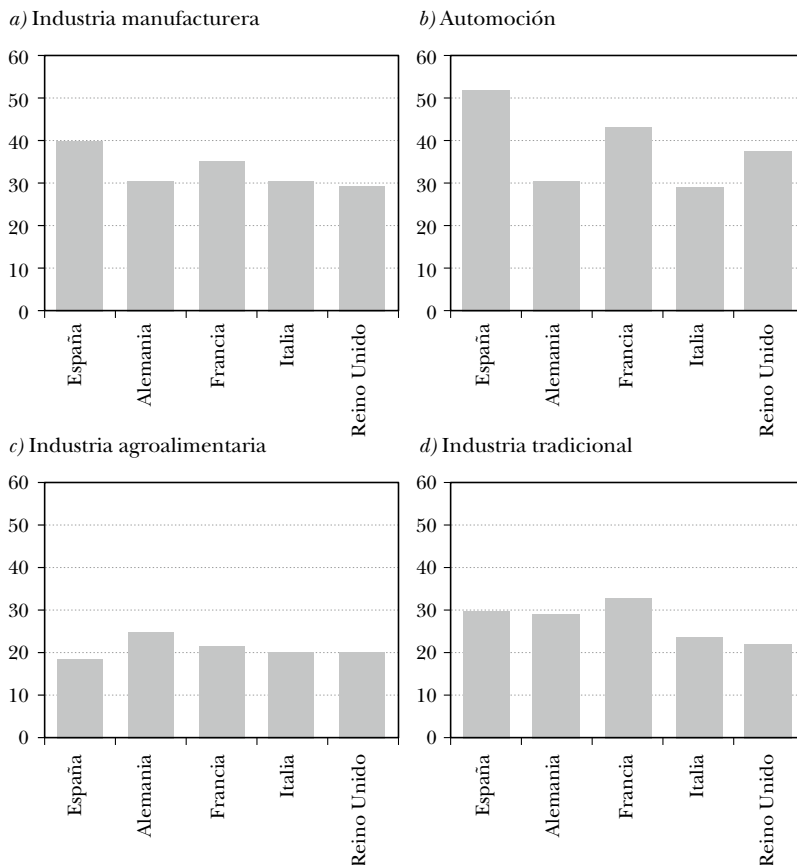 a) Industria manufacturera
60
50
40
30
20
10
0
España
Alemania
Francia
Italia
Reino Unido
b) Automoción
60
50
40
30
20
10
0
España
Alemania
Francia
Italia
Reino Unido
c) Industria agroalimentaria
60
50
40
30
20
10
0
España
Alemania
Francia
Italia
Reino Unido
d) Industria tradicional
60
50
40
30
20
10
0
España
Alemania
Francia
Italia
Reino Unido